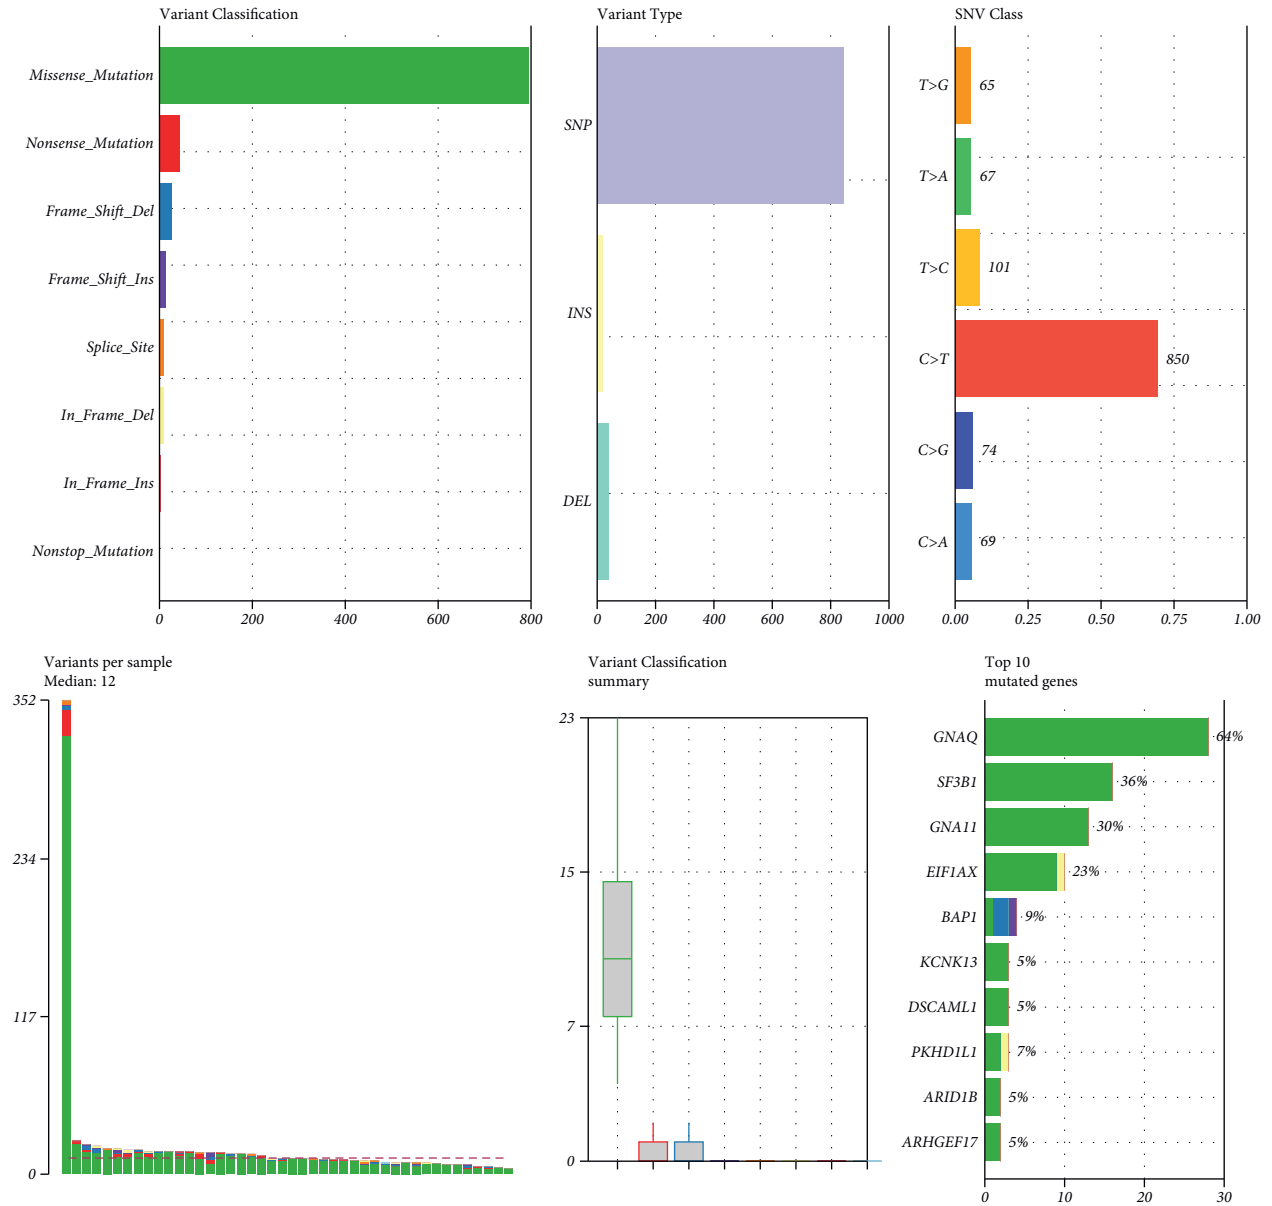 Variant Classification
Missense_Mutation
Nonsense_Mutation
Frame_Shift_Del
Frame_Shift_Ins
Splice_Site
In_Frame_Del
In_Frame_Ins
Nonstop_Mutation
0 200 400 600 800
Variant Type
SNP
INS
DEL
0 200 400 600 800 1000
SNV Class
T>G 65
T>A 67
T>C 101
C>T 850
C>G 74
C>A 69
0.00 0.25 0.50 0.75 1.00
Variants per sample
Median: 12
352
234
117
0
Variant Classification
summary
23
15
7
0
Top 10
mutated genes
GNAQ 64%
SF3B1 36%
GNA11 30%
EIF1AX 23%
BAP1 9%
KCNK13 5%
DSCAML1 5%
PKHD1L1 7%
ARID1B 5%
ARHGEF17 5%
0 10 20 30